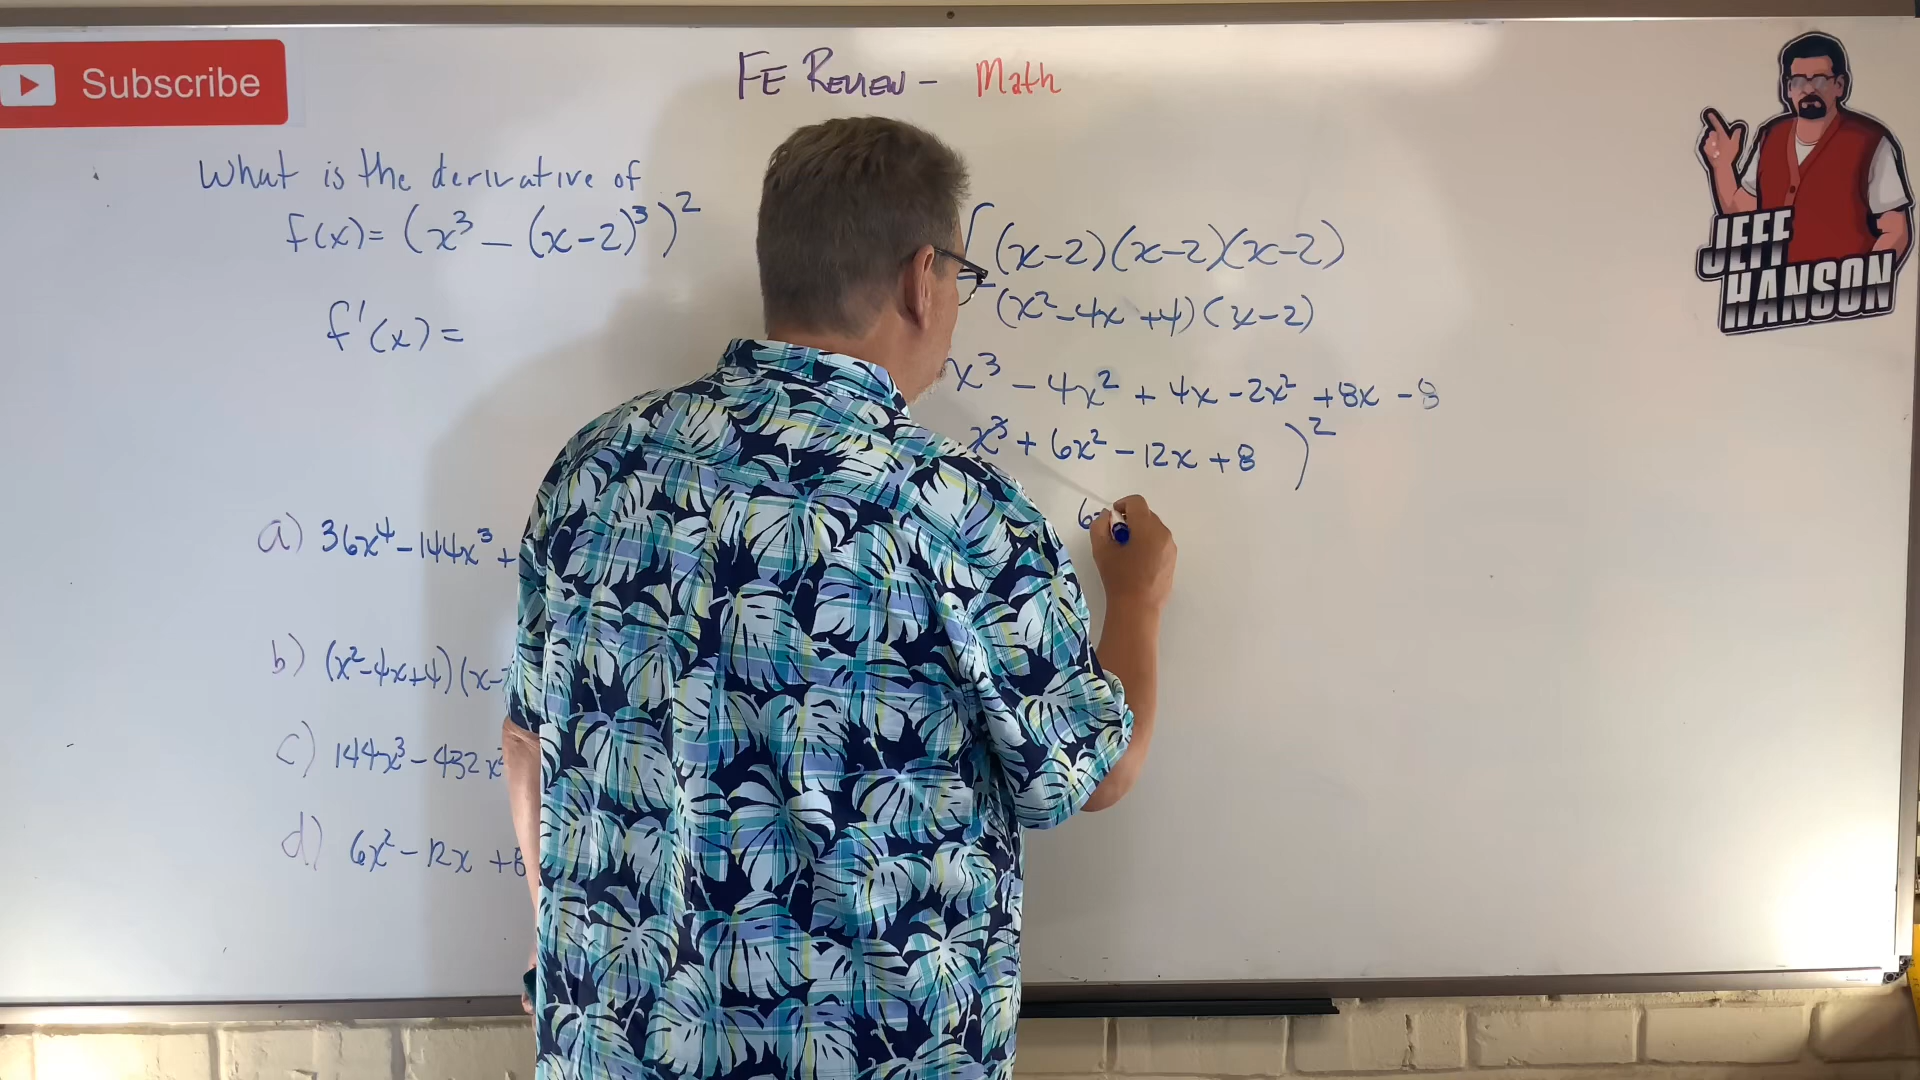 Subscribe
FE REVIEW - Math
What is the derivative of
f(x) = (x³ - (x-2)³)²
f'(x) =
a) 36x⁴ - 144x³ +
b) (x² - 4x + 4)(x -
c) 144x³ - 432x²
d) 6x² - 12x + 8
(x-2)(x-2)(x-2)
(x² - 4x + 4)(x-2)
x³ - 4x² + 4x - 2x² + 8x - 8
x³ + 6x² - 12x + 8 )²
6x
JEFF
HANSON